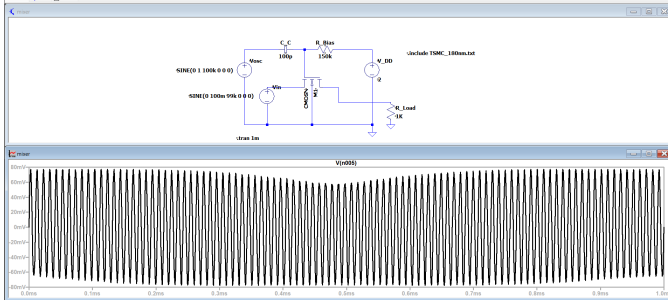 mixer
C_C
R_Bias
100p
150k
.include TSMC_180nm.txt
Vosc
V_DD
SINE(0 1 100k 0 0 0)
2
Vin
SINE(0 100m 99k 0 0 0)
CMOSN
M1
R_Load
1K
.tran 1m
mixer
V(n005)
80mV
60mV
40mV
20mV
0mV
-20mV
-40mV
-60mV
-80mV
0.0ms 0.1ms 0.2ms 0.3ms 0.4ms 0.5ms 0.6ms 0.7ms 0.8ms 0.9ms 1.0ms